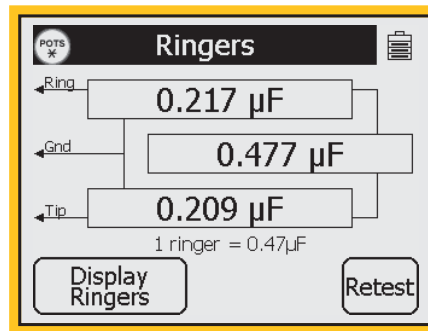 POTS
*
Ringers
Ring
0.217 µF
Gnd
0.477 µF
Tip
0.209 µF
1 ringer = 0.47µF
Display
Ringers
Retest